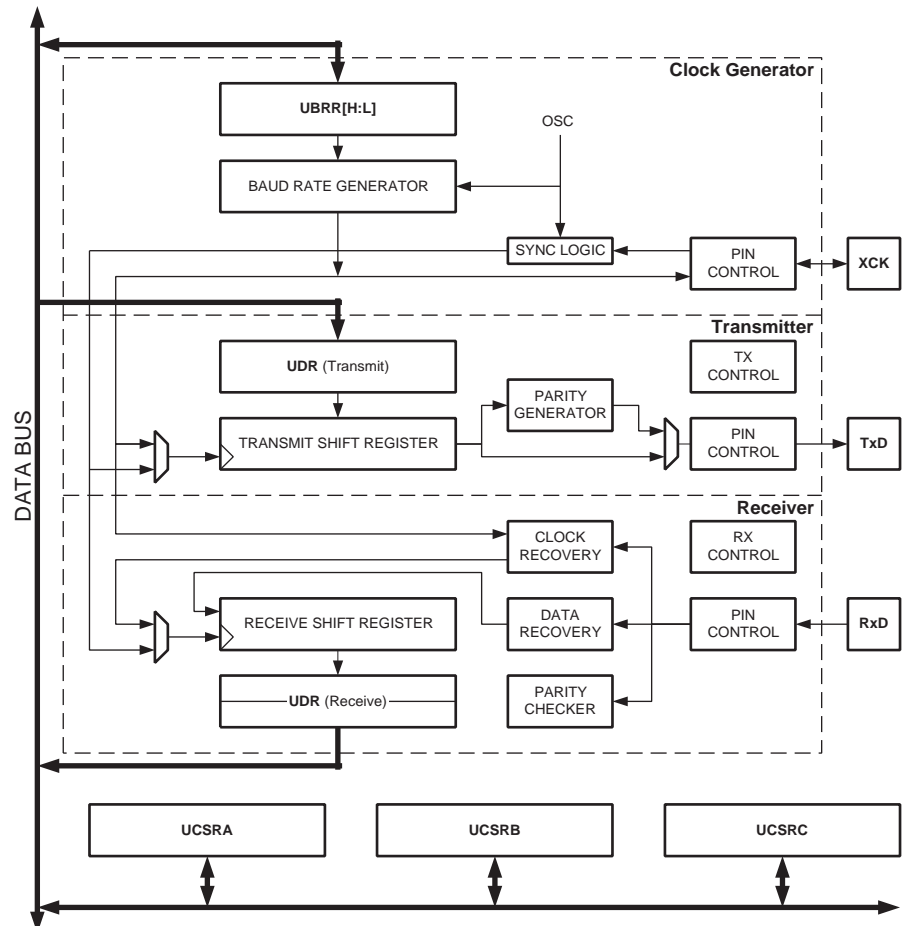 Clock Generator
UBRR[H:L]
OSC
BAUD RATE GENERATOR
SYNC LOGIC
PIN
CONTROL
XCK
Transmitter
UDR (Transmit)
TX
CONTROL
PARITY
GENERATOR
TRANSMIT SHIFT REGISTER
PIN
CONTROL
TxD
DATA BUS
Receiver
CLOCK
RECOVERY
RX
CONTROL
RECEIVE SHIFT REGISTER
DATA
RECOVERY
PIN
CONTROL
RxD
UDR (Receive)
PARITY
CHECKER
UCSRA
UCSRB
UCSRC